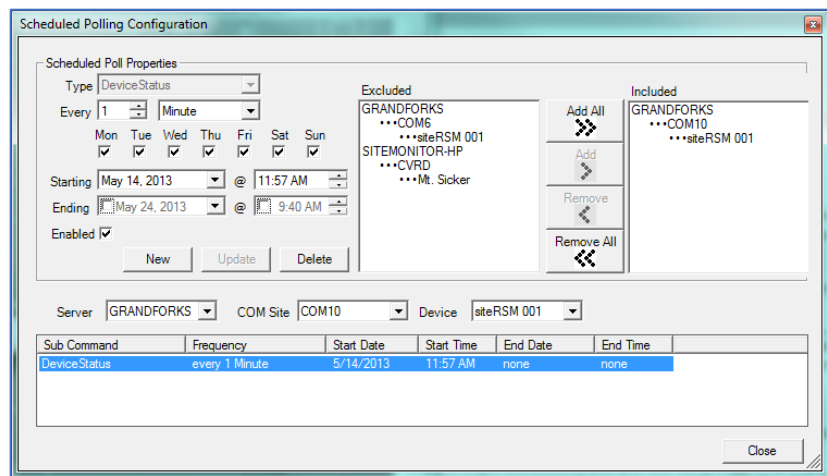 Scheduled Polling Configuration
Scheduled Poll Properties
Type DeviceStatus
Every 1 Minute
Mon Tue Wed Thu Fri Sat Sun
Starting May 14, 2013 @ 11:57 AM
Ending May 24, 2013 @ 9:40 AM
Enabled
New Update Delete
Excluded
GRANDFORKS
•••COM6
•••siteRSM 001
SITEMONITOR-HP
•••CVRD
•••Mt. Sicker
Add All
Add
Remove
Remove All
Included
GRANDFORKS
•••COM10
•••siteRSM 001
Server GRANDFORKS COM Site COM10 Device siteRSM 001
Sub Command Frequency Start Date Start Time End Date End Time
DeviceStatus every 1 Minute 5/14/2013 11:57 AM none none
Close